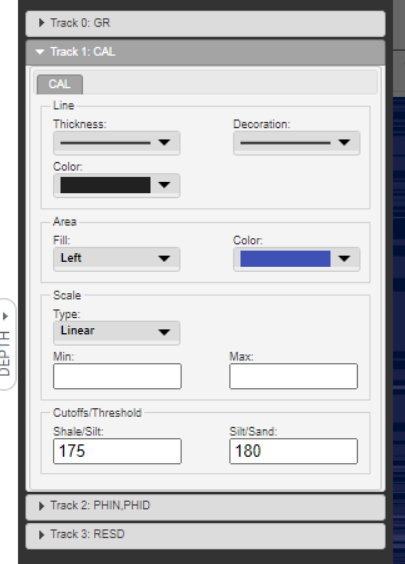 Track 0: GR
Track 1: CAL
CAL
Line
Thickness: Decoration:
Color:
Area
Fill: Color:
Left
Scale
Type:
Linear
Min: Max:
Cutoffs/Threshold
Shale/Silt: Silt/Sand:
175 180
Track 2: PHIN,PHID
Track 3: RESD
DEPTH